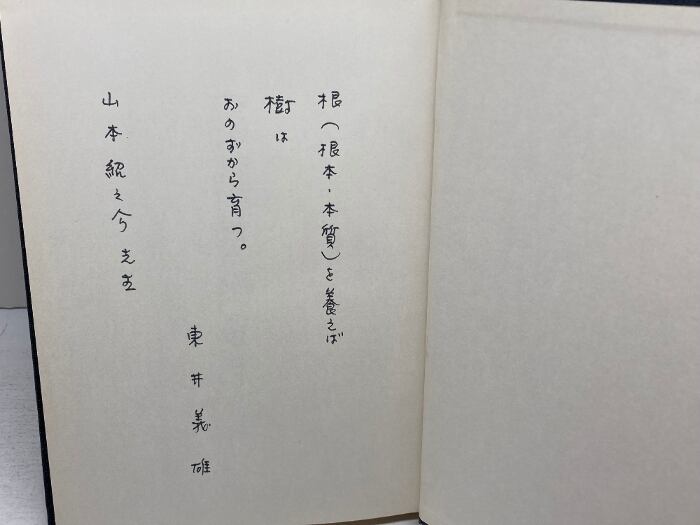 根(根本・本質)を養えば
樹は
おのずから育つ。
東井義雄
山本 之介 先生